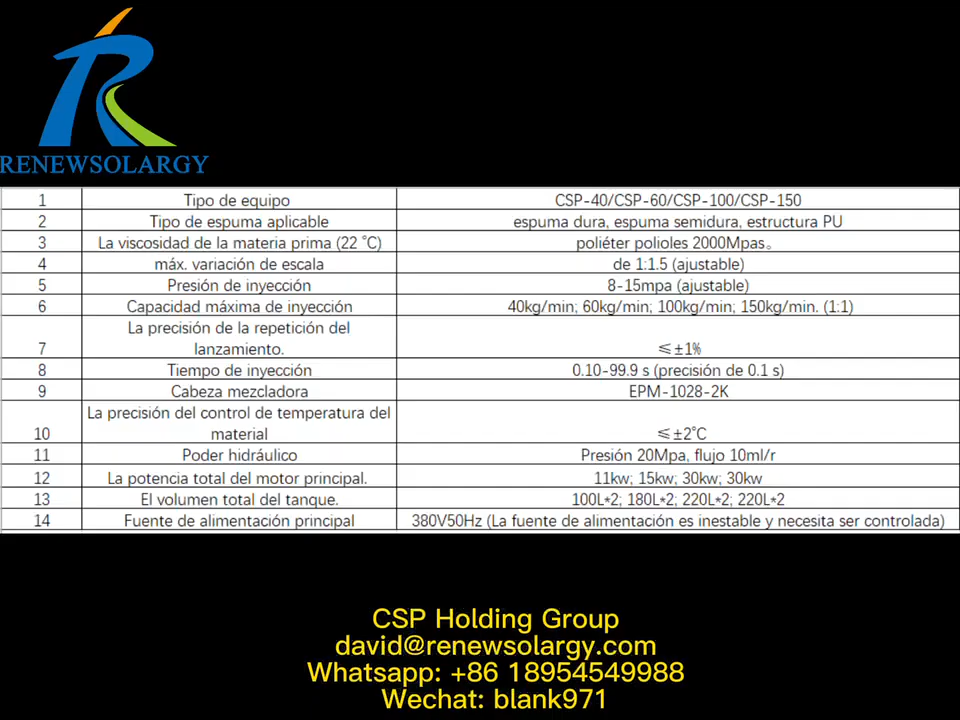 RENEWSOLARGY
1 Tipo de equipo CSP-40/CSP-60/CSP-100/CSP-150
2 Tipo de espuma aplicable espuma dura, espuma semidura, estructura PU
3 La viscosidad de la materia prima (22 ℃) poliéter polioles 2000Mpas。
4 máx. variación de escala de 1:1.5 (ajustable)
5 Presión de inyección 8-15mpa (ajustable)
6 Capacidad máxima de inyección 40kg/min; 60kg/min; 100kg/min; 150kg/min. (1:1)
La precisión de la repetición del
7 lanzamiento. ≤±1%
8 Tiempo de inyección 0.10-99.9 s (precisión de 0.1 s)
9 Cabeza mezcladora EPM-1028-2K
La precisión del control de temperatura del
10 material ≤±2℃
11 Poder hidráulico Presión 20Mpa, flujo 10ml/r
12 La potencia total del motor principal. 11kw; 15kw; 30kw; 30kw
13 El volumen total del tanque. 100L*2; 180L*2; 220L*2; 220L*2
14 Fuente de alimentación principal 380V50Hz (La fuente de alimentación es inestable y necesita ser controlada)
CSP Holding Group
david@renewsolargy.com
Whatsapp: +86 18954549988
Wechat: blank971